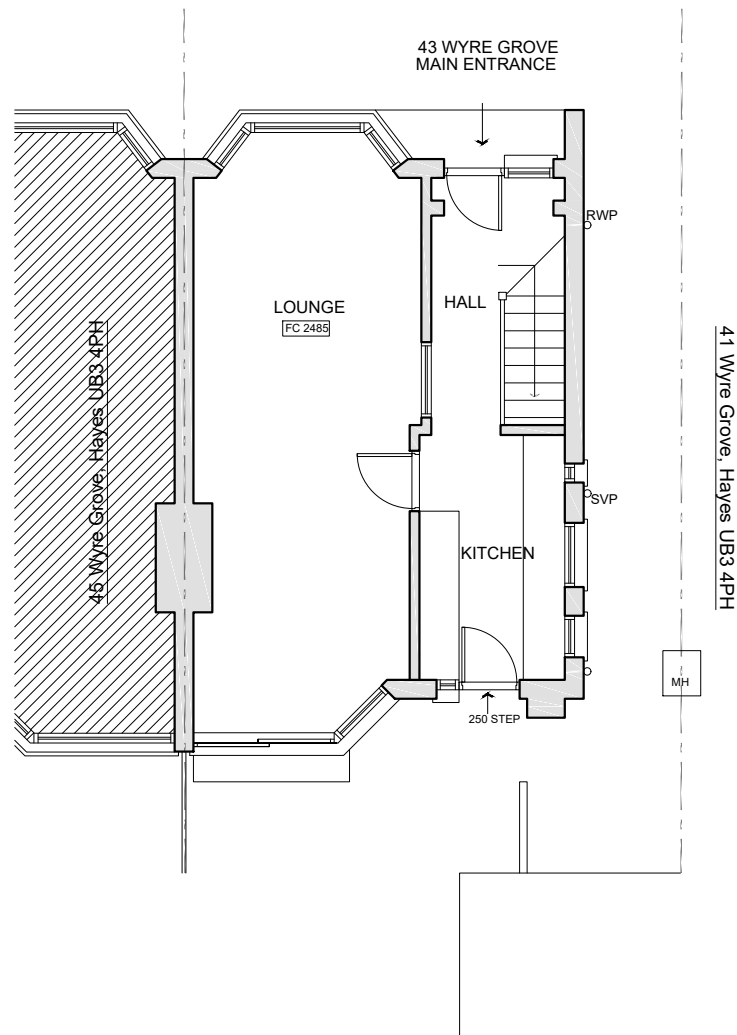 43 WYRE GROVE
MAIN ENTRANCE
RWP
LOUNGE
HALL
FC 2485
45 Wyre Grove, Hayes UB3 4PH
41 Wyre Grove, Hayes UB3 4PH
SVP
KITCHEN
MH
250 STEP